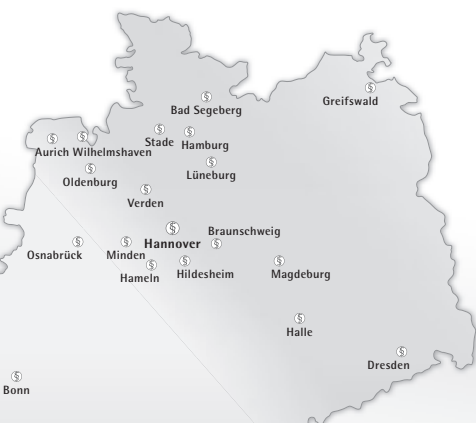 §
Bad Segeberg
§
Greifswald
§
Stade
§
Hamburg
§
Aurich
§
Wilhelmshaven
§
Lüneburg
§
Oldenburg
§
Verden
§
Hannover
§
Braunschweig
§
Osnabrück
§
Minden
§
Hameln
§
Hildesheim
§
Magdeburg
§
Halle
§
Dresden
§
Bonn